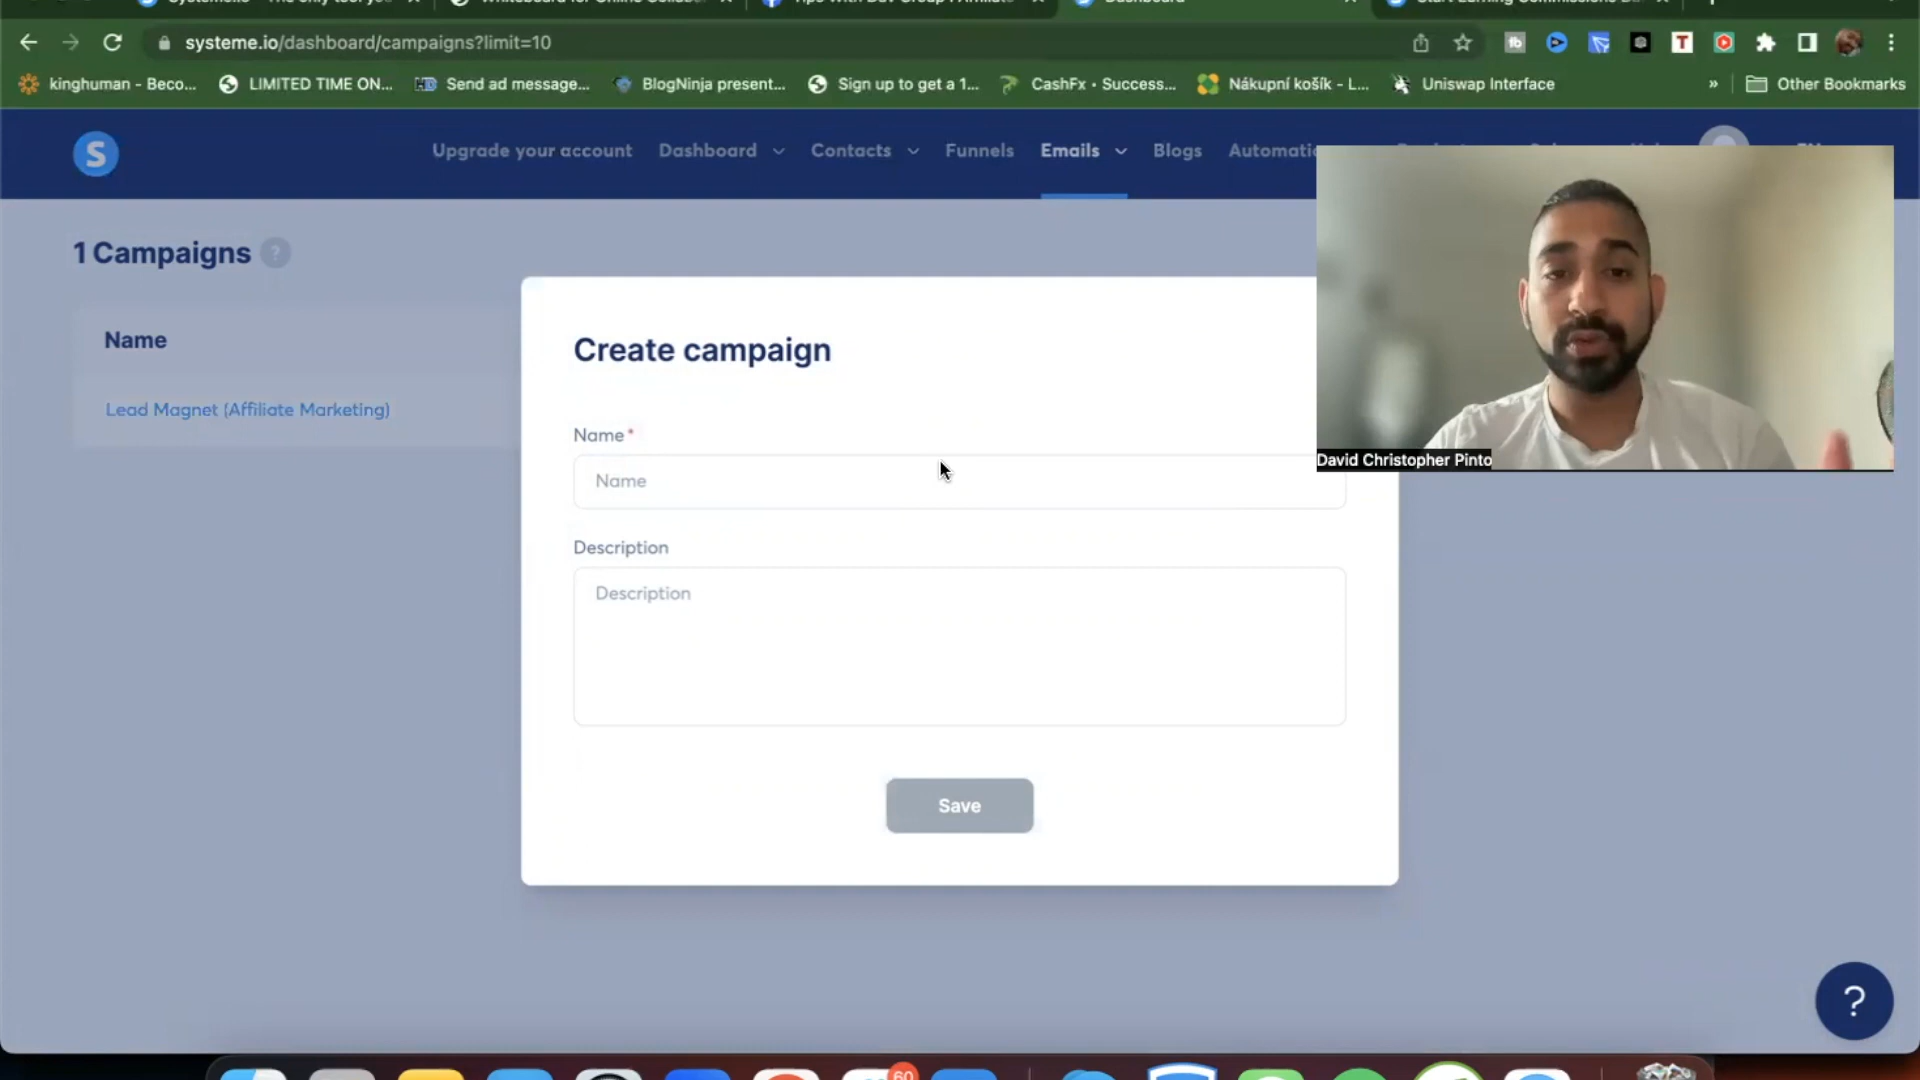 systeme.io/dashboard/campaigns?limit=10
kinghuman - Beco...
LIMITED TIME ON...
Send ad message...
BlogNinja present...
Sign up to get a 1...
CashFx • Success...
Nákupní košík - L...
Uniswap Interface
»
Other Bookmarks
S
Upgrade your account
Dashboard
Contacts
Funnels
Emails
Blogs
1 Campaigns ?
Name
Lead Magnet (Affiliate Marketing)
Create campaign
Name*
Name
Description
Description
Save
David Christopher Pinto
?
60